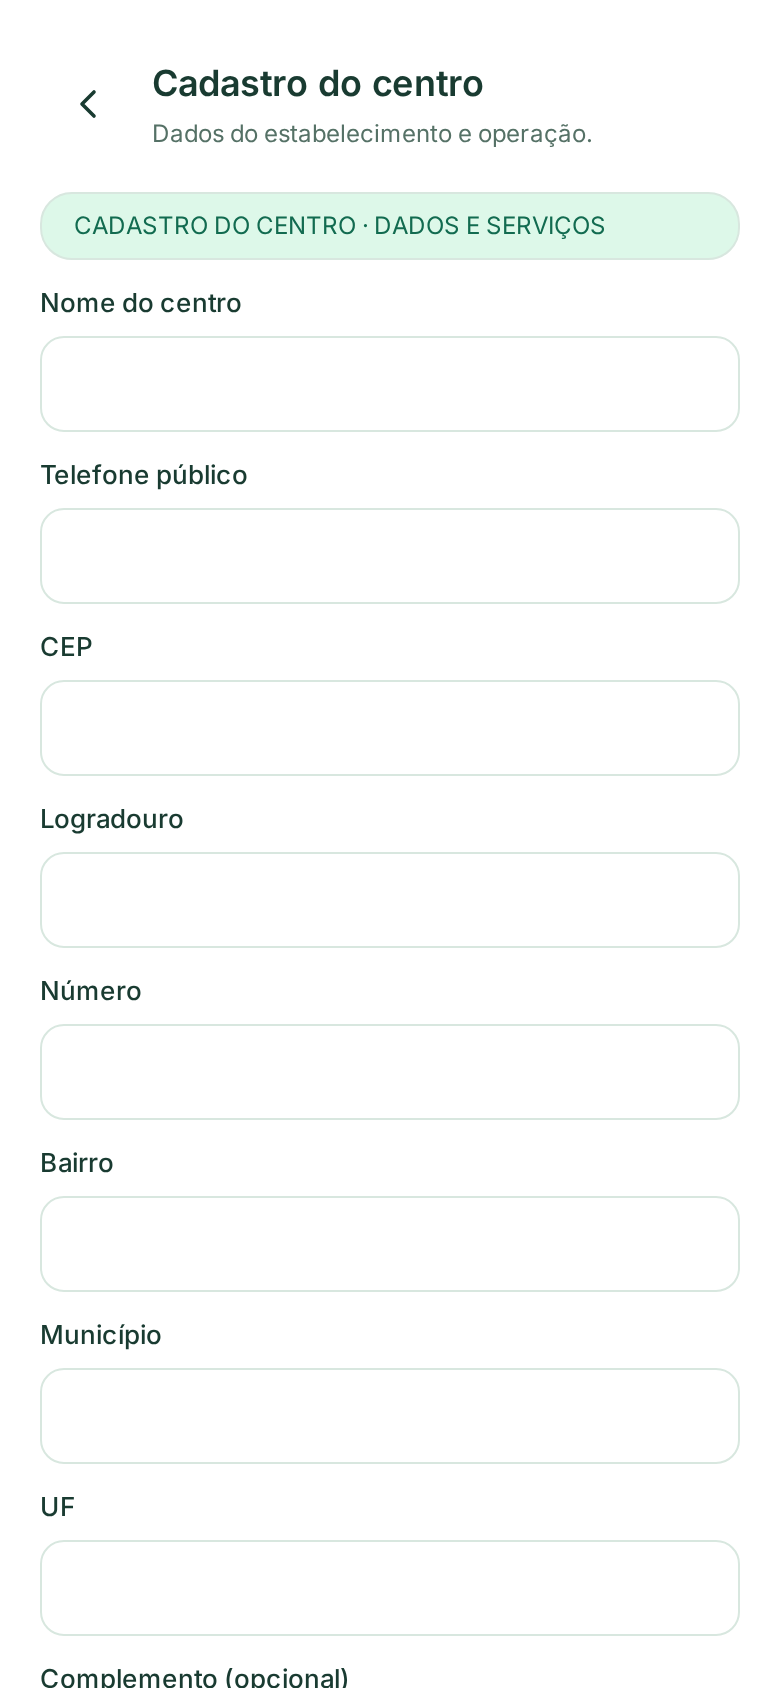 Cadastro do centro
Dados do estabelecimento e operação.
CADASTRO DO CENTRO · DADOS E SERVIÇOS
Nome do centro
Telefone público
CEP
Logradouro
Número
Bairro
Município
UF
Complemento (opcional)